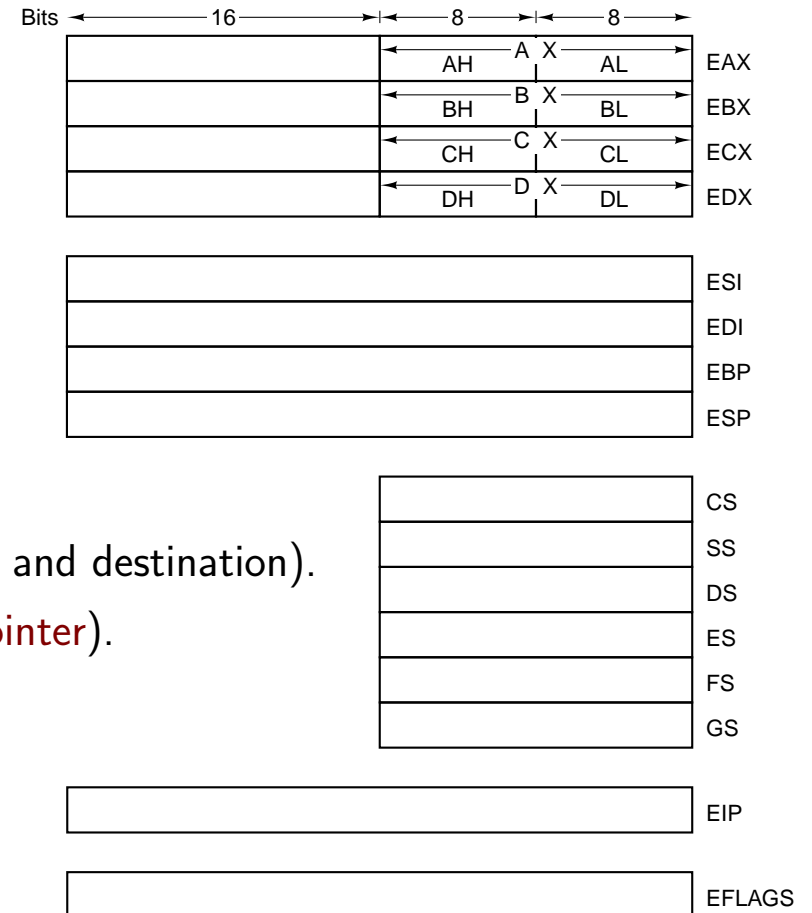 Bits 16 8 8
A X
AH AL EAX
B X
BH BL EBX
C X
CH CL ECX
D X
DH DL EDX
ESI
EDI
EBP
ESP
CS
SS
and destination).
DS
ES
ointer).
FS
GS
EIP
EFLAGS